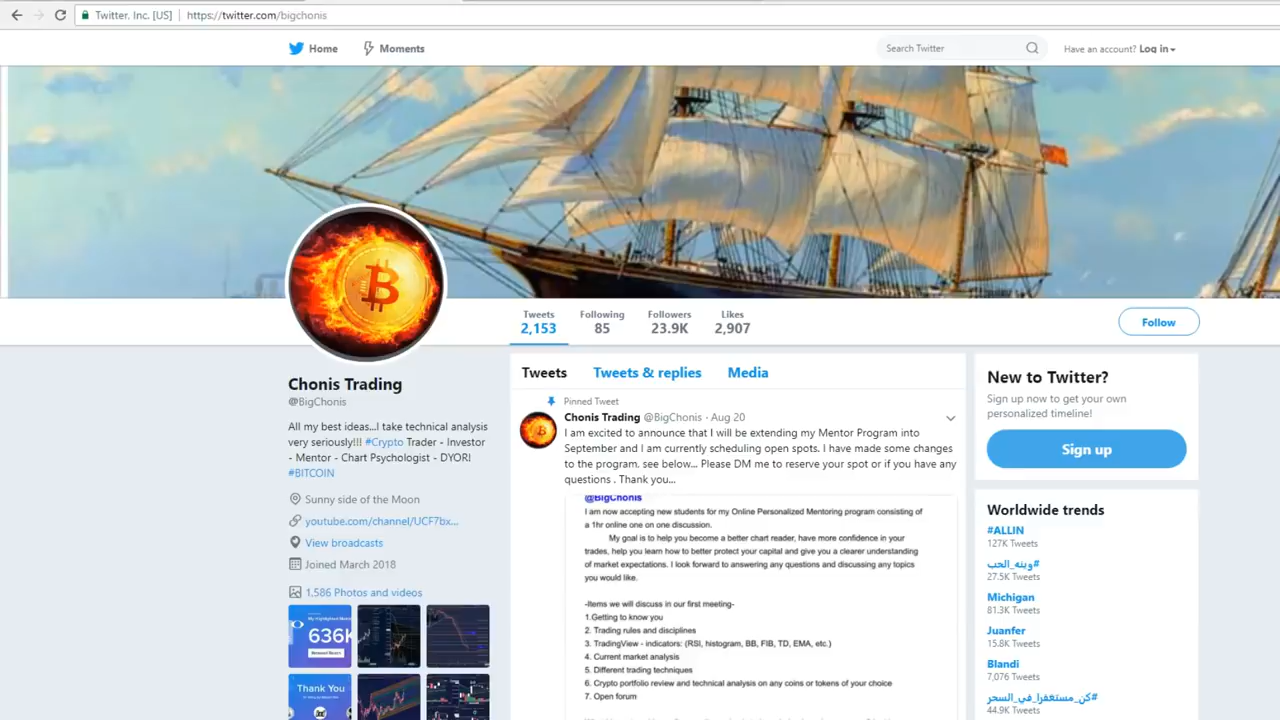 Twitter, Inc. [US]
https://twitter.com/bigchonis
Home
Moments
Search Twitter
Have an account? Log in
Tweets
2,153
Following
85
Followers
23.9K
Likes
2,907
Follow
Chonis Trading
@BigChonis
All my best ideas...I take technical analysis
very seriously!!! #Crypto Trader - Investor
- Mentor - Chart Psychologist - DYOR!
#BITCOIN
Sunny side of the Moon
youtube.com/channel/UCF7bx...
View broadcasts
Joined March 2018
1,586 Photos and videos
636K
Thank You
Tweets
Tweets & replies
Media
Pinned Tweet
Chonis Trading @BigChonis · Aug 20
I am excited to announce that I will be extending my Mentor Program into
September and I am currently scheduling open spots. I have made some changes
to the program, see below... Please DM me to reserve your spot or if you have any
questions . Thank you...
@BigChonis
I am now accepting new students for my Online Personalized Mentoring program consisting of
a 1hr online one on one discussion.
My goal is to help you become a better chart reader, have more confidence in your
trades, help you learn how to better protect your capital and give you a clearer understanding
of market expectations. I look forward to answering any questions and discussing any topics
you would like.
-Items we will discuss in our first meeting-
1.Getting to know you
2. Trading rules and disciplines
3. TradingView - indicators: (RSI, histogram, BB, FIB, TD, EMA, etc.)
4. Current market analysis
5. Different trading techniques
6. Crypto portfolio review and technical analysis on any coins or tokens of your choice
7. Open forum
New to Twitter?
Sign up now to get your own
personalized timeline!
Sign up
Worldwide trends
#ALLIN
127K Tweets
#وينه_الحب
27.5K Tweets
Michigan
81.3K Tweets
Juanfer
15.8K Tweets
Blandi
7,076 Tweets
#كن_مستغفرا_في_السحر
44.9K Tweets